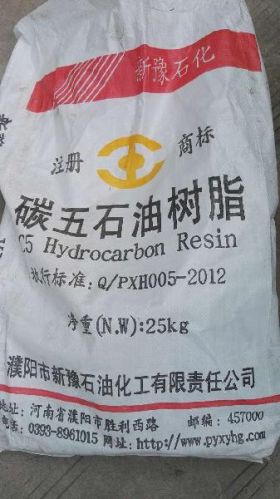 新豫石化
注册 商标
碳五石油树脂
C5 Hydrocarbon Resin
执行标准: Q/PXH005-2012
净重(N.W):25kg
濮阳市新豫石油化工有限责任公司
地址: 河南省濮阳市胜利西路 邮编: 457000
电话: 0393-8961015 网址: http://www.pyxyhg.com